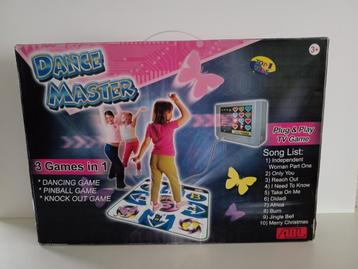 DANCE
MASTER
3+
Plug & Play
TV Game
3 Games in 1
* DANCING GAME
* PINBALL GAME
* KNOCK OUT GAME
Song List:
1) Independent
Woman Part One
2) Only You
3) Reach Out
4) I Need To Know
5) Take On Me
6) Didadi
7) Africa
8) Burn
9) Jingle Bell
10) Merry Christmas